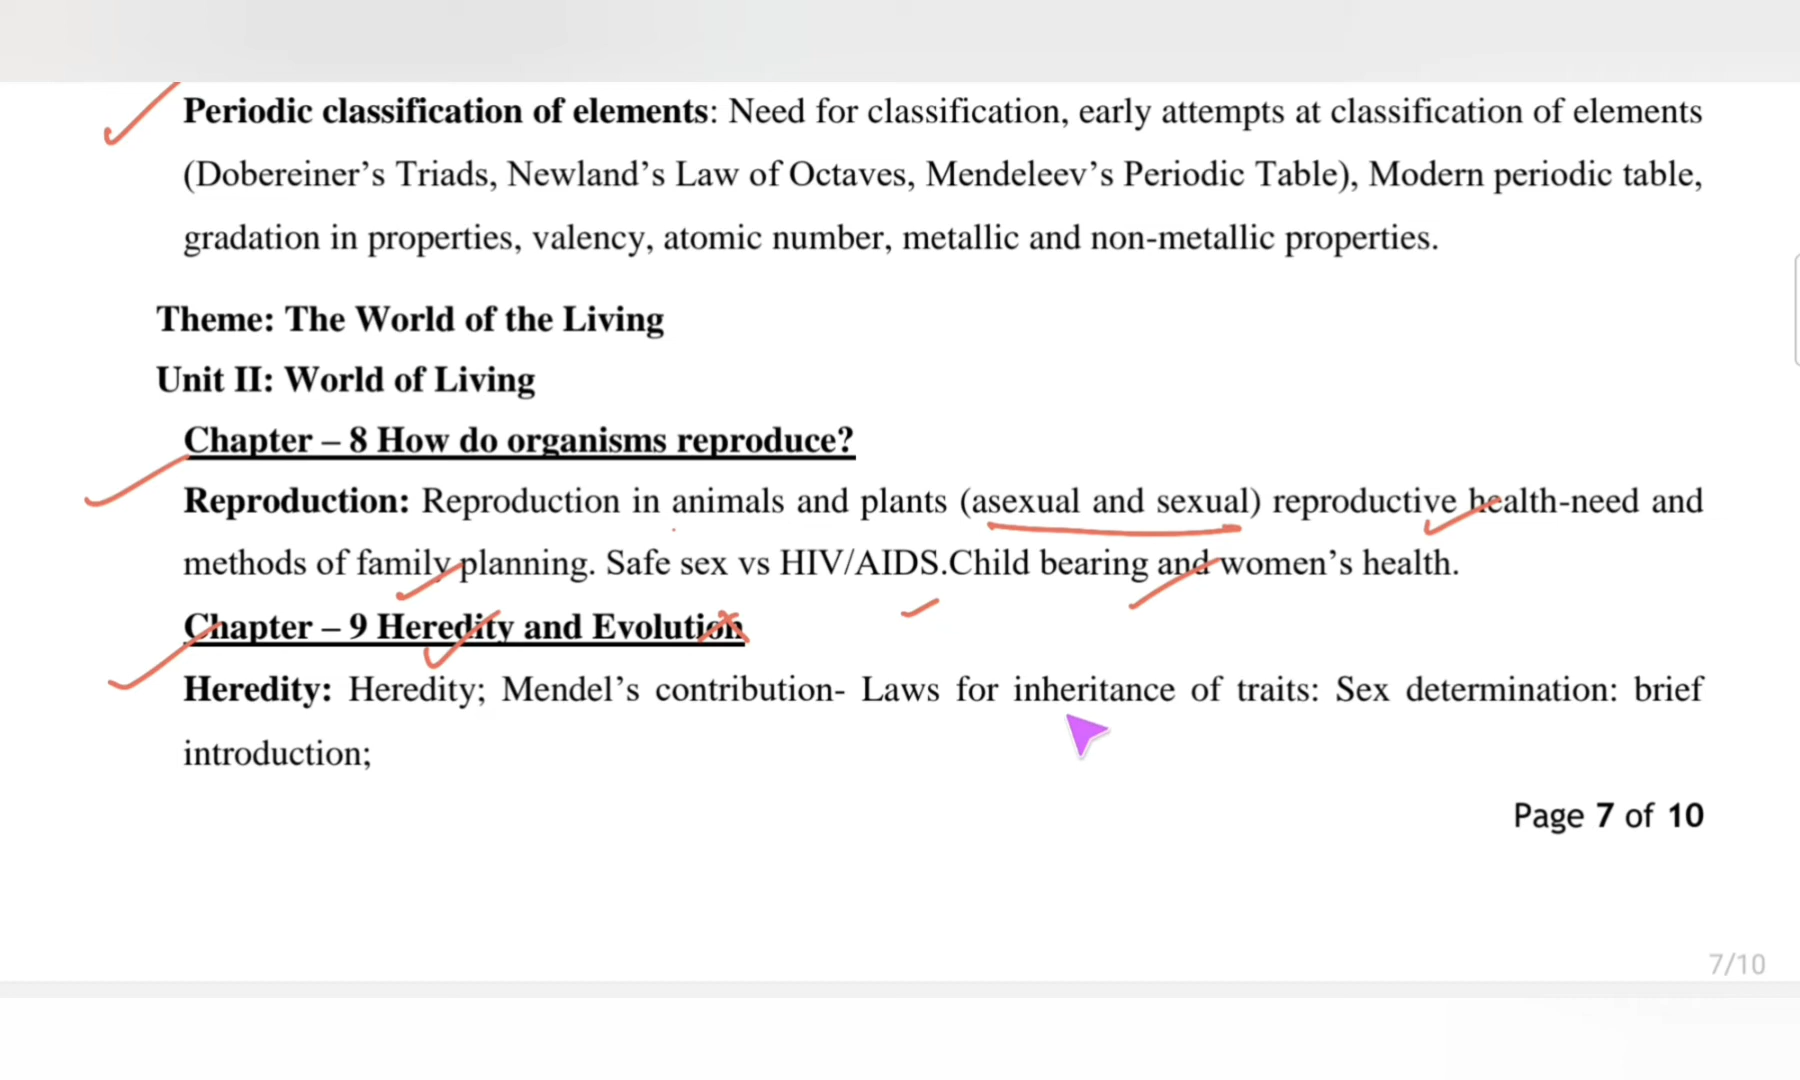 Periodic classification of elements: Need for classification, early attempts at classification of elements
(Dobereiner’s Triads, Newland’s Law of Octaves, Mendeleev’s Periodic Table), Modern periodic table,
gradation in properties, valency, atomic number, metallic and non-metallic properties.
Theme: The World of the Living
Unit II: World of Living
Chapter – 8 How do organisms reproduce?
Reproduction: Reproduction in animals and plants (asexual and sexual) reproductive health-need and
methods of family planning. Safe sex vs HIV/AIDS.Child bearing and women’s health.
Chapter – 9 Heredity and Evolution
Heredity: Heredity; Mendel’s contribution- Laws for inheritance of traits: Sex determination: brief
introduction;
Page 7 of 10
7/10